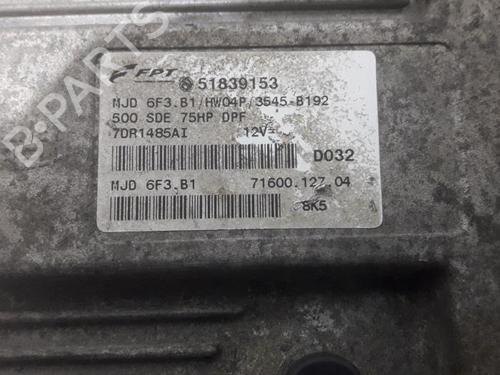 FPT 51839153
MJD 6F3.B1/HW04P/3545-B192
500 SDE 75HP DPF
7DR1485AI 12V
D032
MJD 6F3.B1 71600.127.04
8K5
B-PARTS